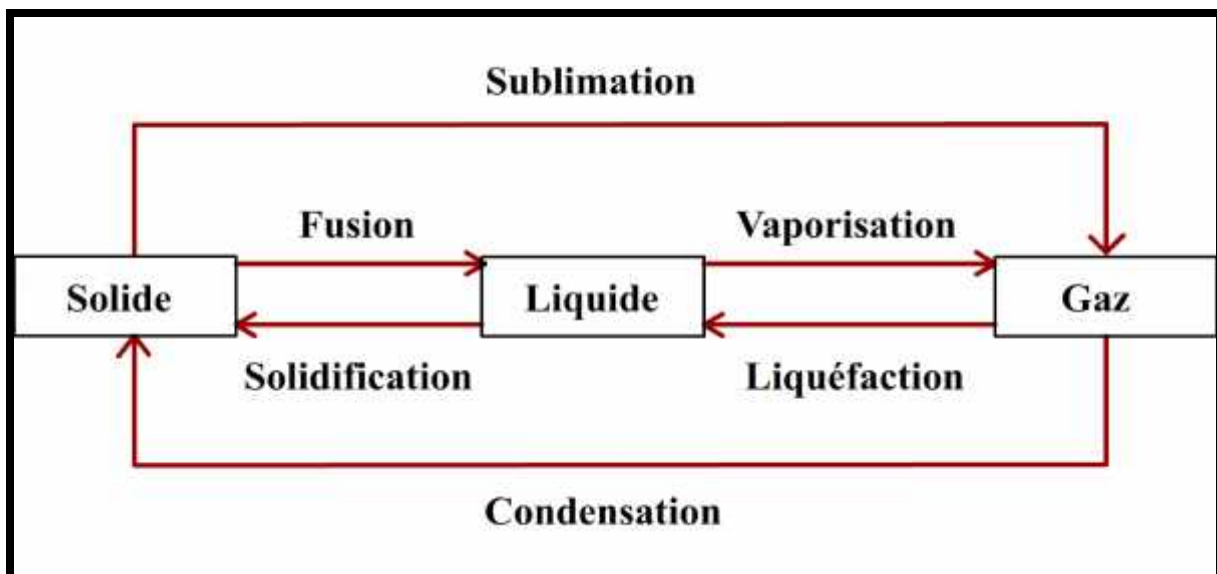 Sublimation
Fusion
Vaporisation
Solide
Liquide
Gaz
Solidification
Liquéfaction
Condensation